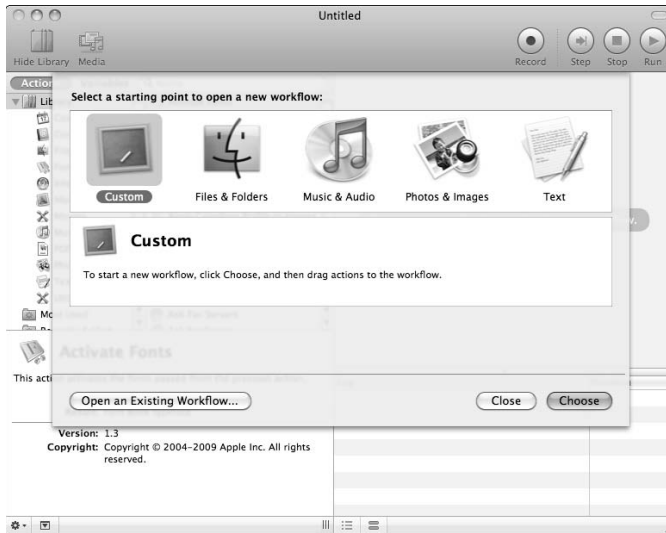 Untitled
Hide Library Media
Record Step Stop Run
Action
Select a starting point to open a new workflow:
Lib
Custom Files & Folders Music & Audio Photos & Images Text
Custom
To start a new workflow, click Choose, and then drag actions to the workflow.
Mo
Activate Fonts
This acti
Open an Existing Workflow... Close Choose
Version: 1.3
Copyright: Copyright © 2004-2009 Apple Inc. All rights
reserved.